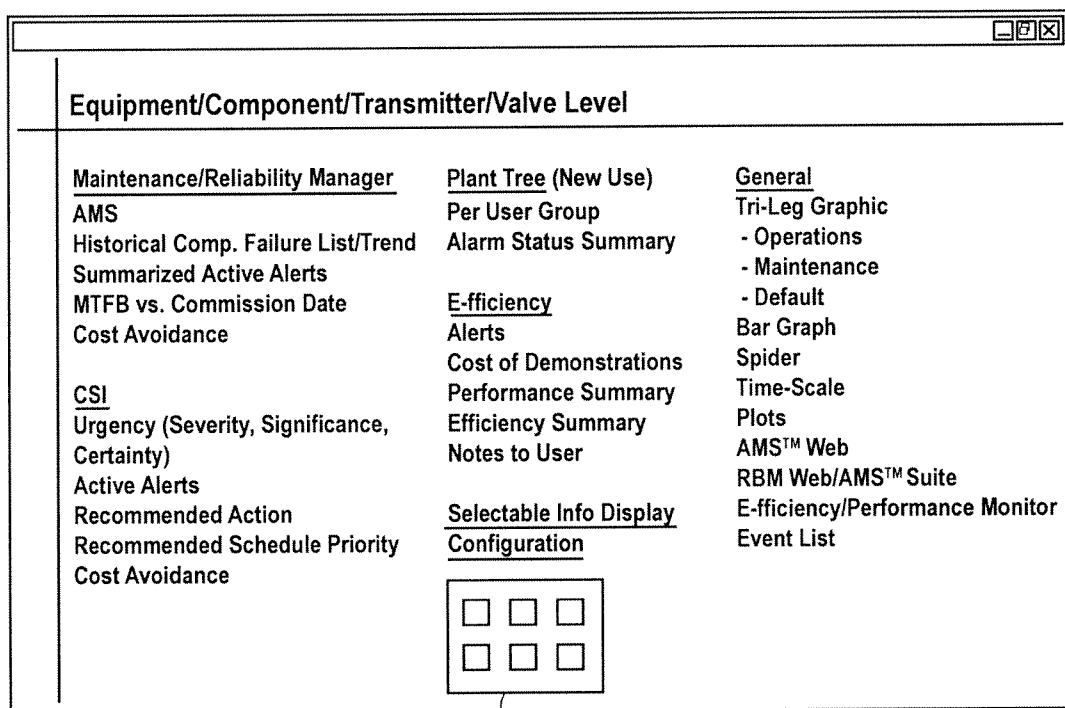 Equipment/Component/Transmitter/Valve Level
Maintenance/Reliability Manager
AMS
Historical Comp. Failure List/Trend
Summarized Active Alerts
MTFB vs. Commission Date
Cost Avoidance
CSI
Urgency (Severity, Significance,
Certainty)
Active Alerts
Recommended Action
Recommended Schedule Priority
Cost Avoidance
Plant Tree (New Use)
Per User Group
Alarm Status Summary
E-fficiency
Alerts
Cost of Demonstrations
Performance Summary
Efficiency Summary
Notes to User
Selectable Info Display
Configuration
General
Tri-Leg Graphic
- Operations
- Maintenance
- Default
Bar Graph
Spider
Time-Scale
Plots
AMS™ Web
RBM Web/AMS™ Suite
E-fficiency/Performance Monitor
Event List